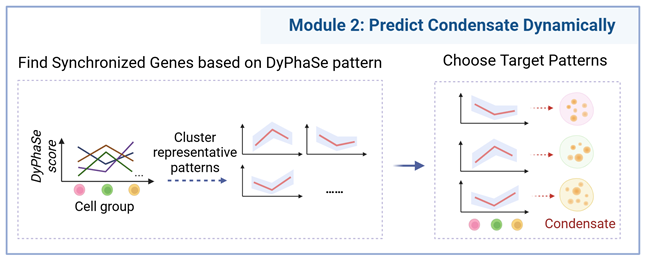 Module 2: Predict Condensate Dynamically
Find Synchronized Genes based on DyPhaSe pattern
Choose Target Patterns
DyPhaSe
score
...
Cell group
Cluster
representative
patterns
......
Condensate